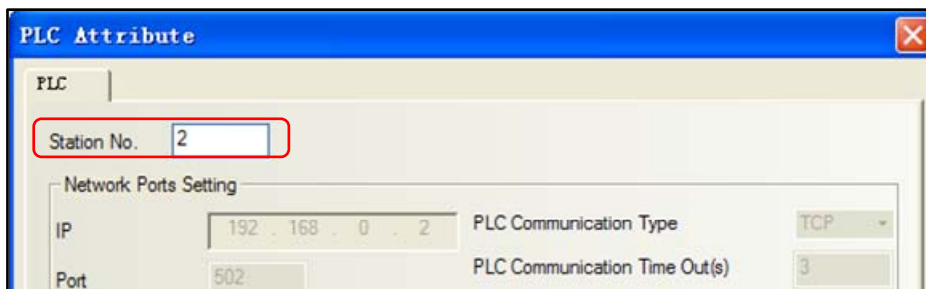 PLC Attribute
PLC
Station No. 2
Network Ports Setting
IP 192 . 168 . 0 . 2 PLC Communication Type TCP
Port 502 PLC Communication Time Out(s) 3